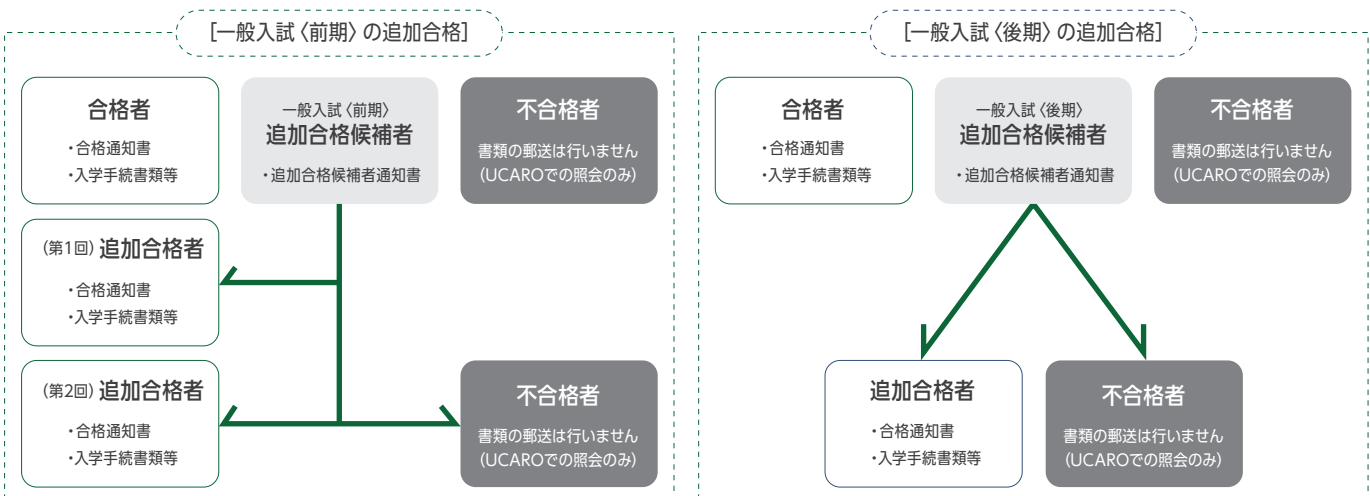 [一般入試〈前期〉の追加合格]
合格者
・合格通知書
・入学手続書類等
一般入試〈前期〉
追加合格候補者
・追加合格候補者通知書
不合格者
書類の郵送は行いません
(UCAROでの照会のみ)
(第1回) 追加合格者
・合格通知書
・入学手続書類等
(第2回) 追加合格者
・合格通知書
・入学手続書類等
不合格者
書類の郵送は行いません
(UCAROでの照会のみ)
[一般入試〈後期〉の追加合格]
合格者
・合格通知書
・入学手続書類等
一般入試〈後期〉
追加合格候補者
・追加合格候補者通知書
不合格者
書類の郵送は行いません
(UCAROでの照会のみ)
追加合格者
・合格通知書
・入学手続書類等
不合格者
書類の郵送は行いません
(UCAROでの照会のみ)